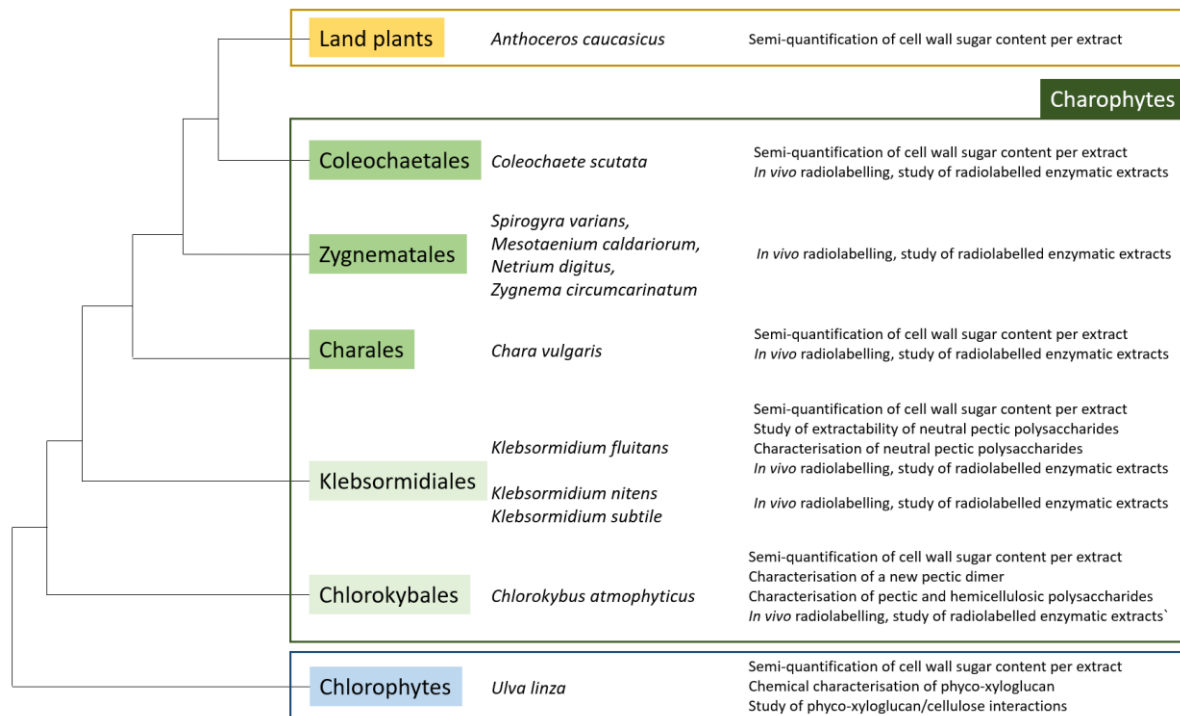 Land plants
Anthoceros caucasicus
Semi-quantification of cell wall sugar content per extract
Charophytes
Coleochaetales
Coleochaete scutata
Semi-quantification of cell wall sugar content per extract
In vivo radiolabelling, study of radiolabelled enzymatic extracts
Zygnematales
Spirogyra varians,
Mesotaenium caldariorum,
Netrium digitus,
Zygnema circumcarinatum
In vivo radiolabelling, study of radiolabelled enzymatic extracts
Charales
Chara vulgaris
Semi-quantification of cell wall sugar content per extract
In vivo radiolabelling, study of radiolabelled enzymatic extracts
Klebsormidiales
Klebsormidium fluitans
Semi-quantification of cell wall sugar content per extract
Study of extractability of neutral pectic polysaccharides
Characterisation of neutral pectic polysaccharides
In vivo radiolabelling, study of radiolabelled enzymatic extracts
Klebsormidium nitens
Klebsormidium subtile
In vivo radiolabelling, study of radiolabelled enzymatic extracts
Chlorokybales
Chlorokybus atmophyticus
Semi-quantification of cell wall sugar content per extract
Characterisation of a new pectic dimer
Characterisation of pectic and hemicellulosic polysaccharides
In vivo radiolabelling, study of radiolabelled enzymatic extracts`
Chlorophytes
Ulva linza
Semi-quantification of cell wall sugar content per extract
Chemical characterisation of phyco-xyloglucan
Study of phyco-xyloglucan/cellulose interactions